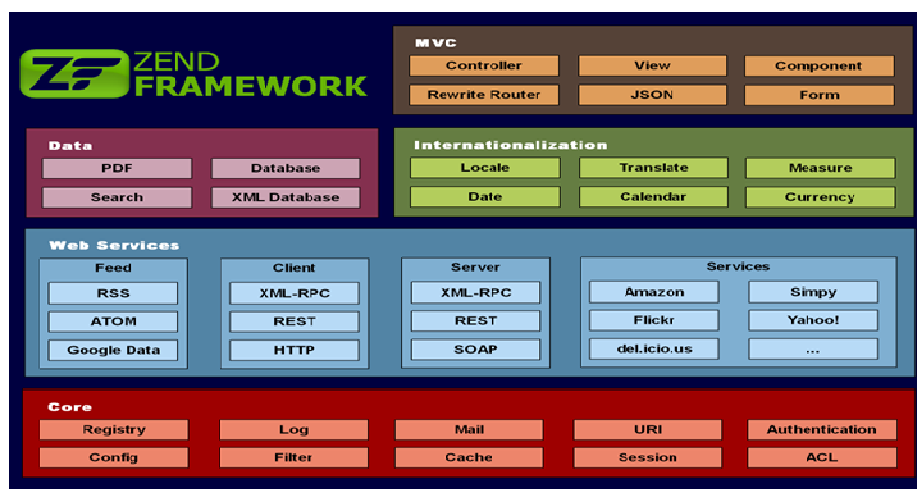 ZF ZEND
FRAMEWORK
MVC
Controller View Component
Rewrite Router JSON Form
Data
PDF Database
Search XML Database
Internationalization
Locale Translate Measure
Date Calendar Currency
Web Services
Feed
RSS
ATOM
Google Data
Client
XML-RPC
REST
HTTP
Server
XML-RPC
REST
SOAP
Services
Amazon Simpy
Flickr Yahoo!
del.icio.us ...
Core
Registry Log Mail URI Authentication
Config Filter Cache Session ACL